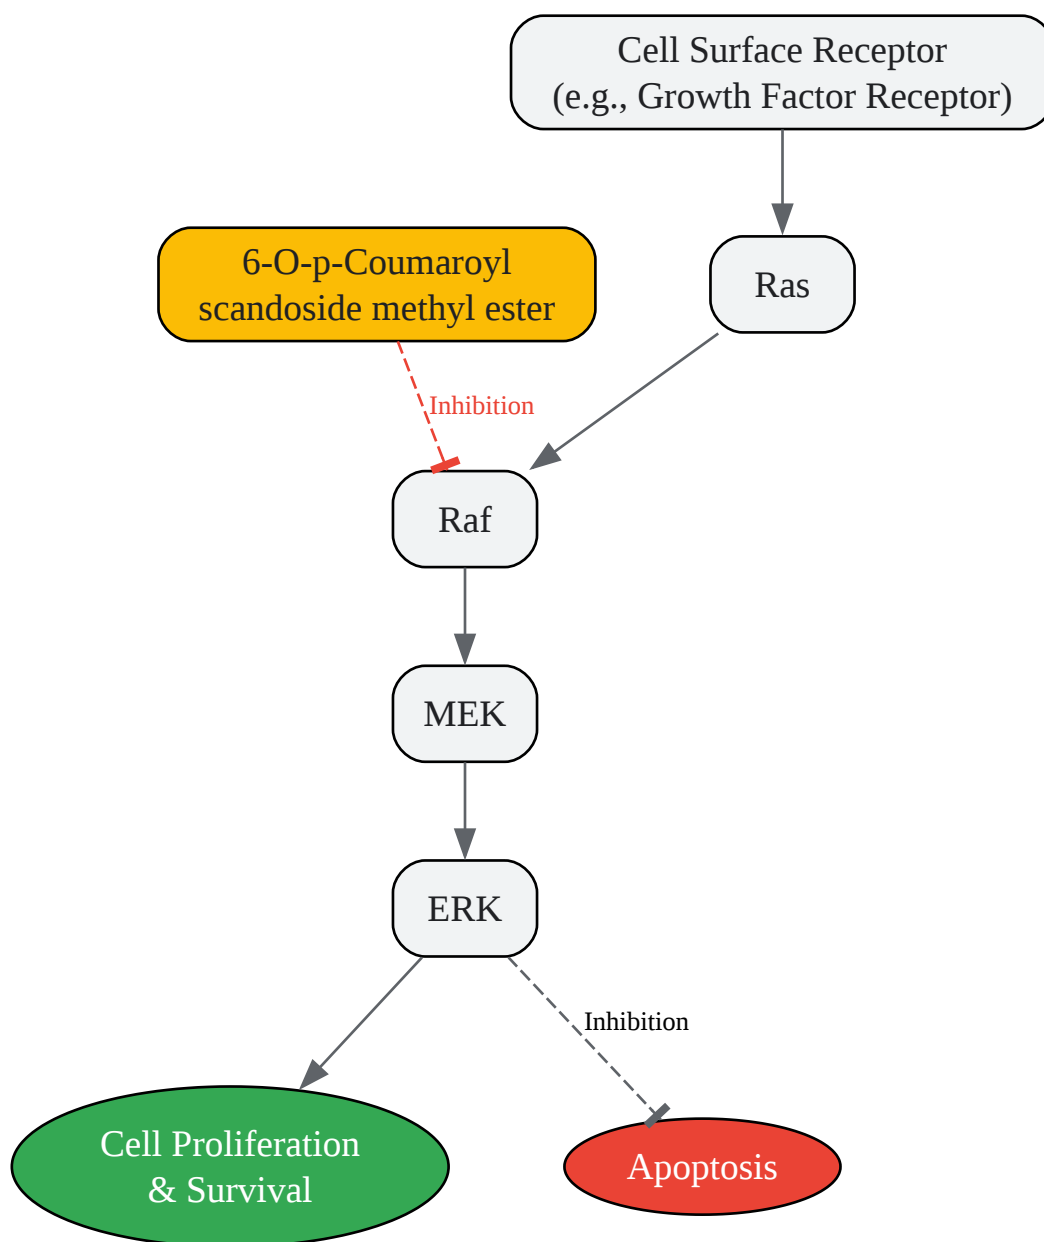 Cell Surface Receptor
(e.g., Growth Factor Receptor)
6-O-p-Coumaroyl
scandoside methyl ester
Ras
Inhibition
Raf
MEK
ERK
Inhibition
Cell Proliferation
& Survival
Apoptosis